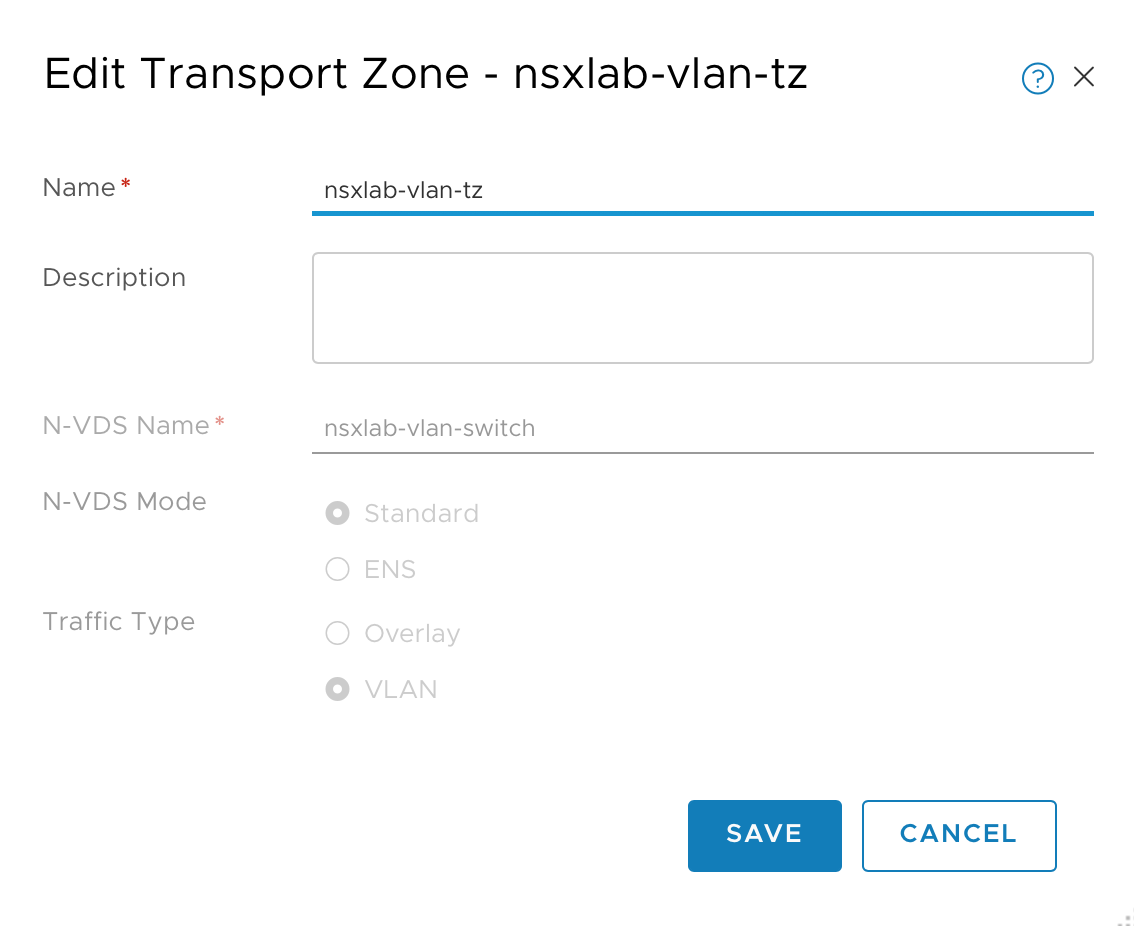 Edit Transport Zone - nsxlab-vlan-tz
?
Name*
nsxlab-vlan-tz
Description
N-VDS Name*
nsxlab-vlan-switch
N-VDS Mode
Standard
ENS
Traffic Type
Overlay
VLAN
SAVE
CANCEL